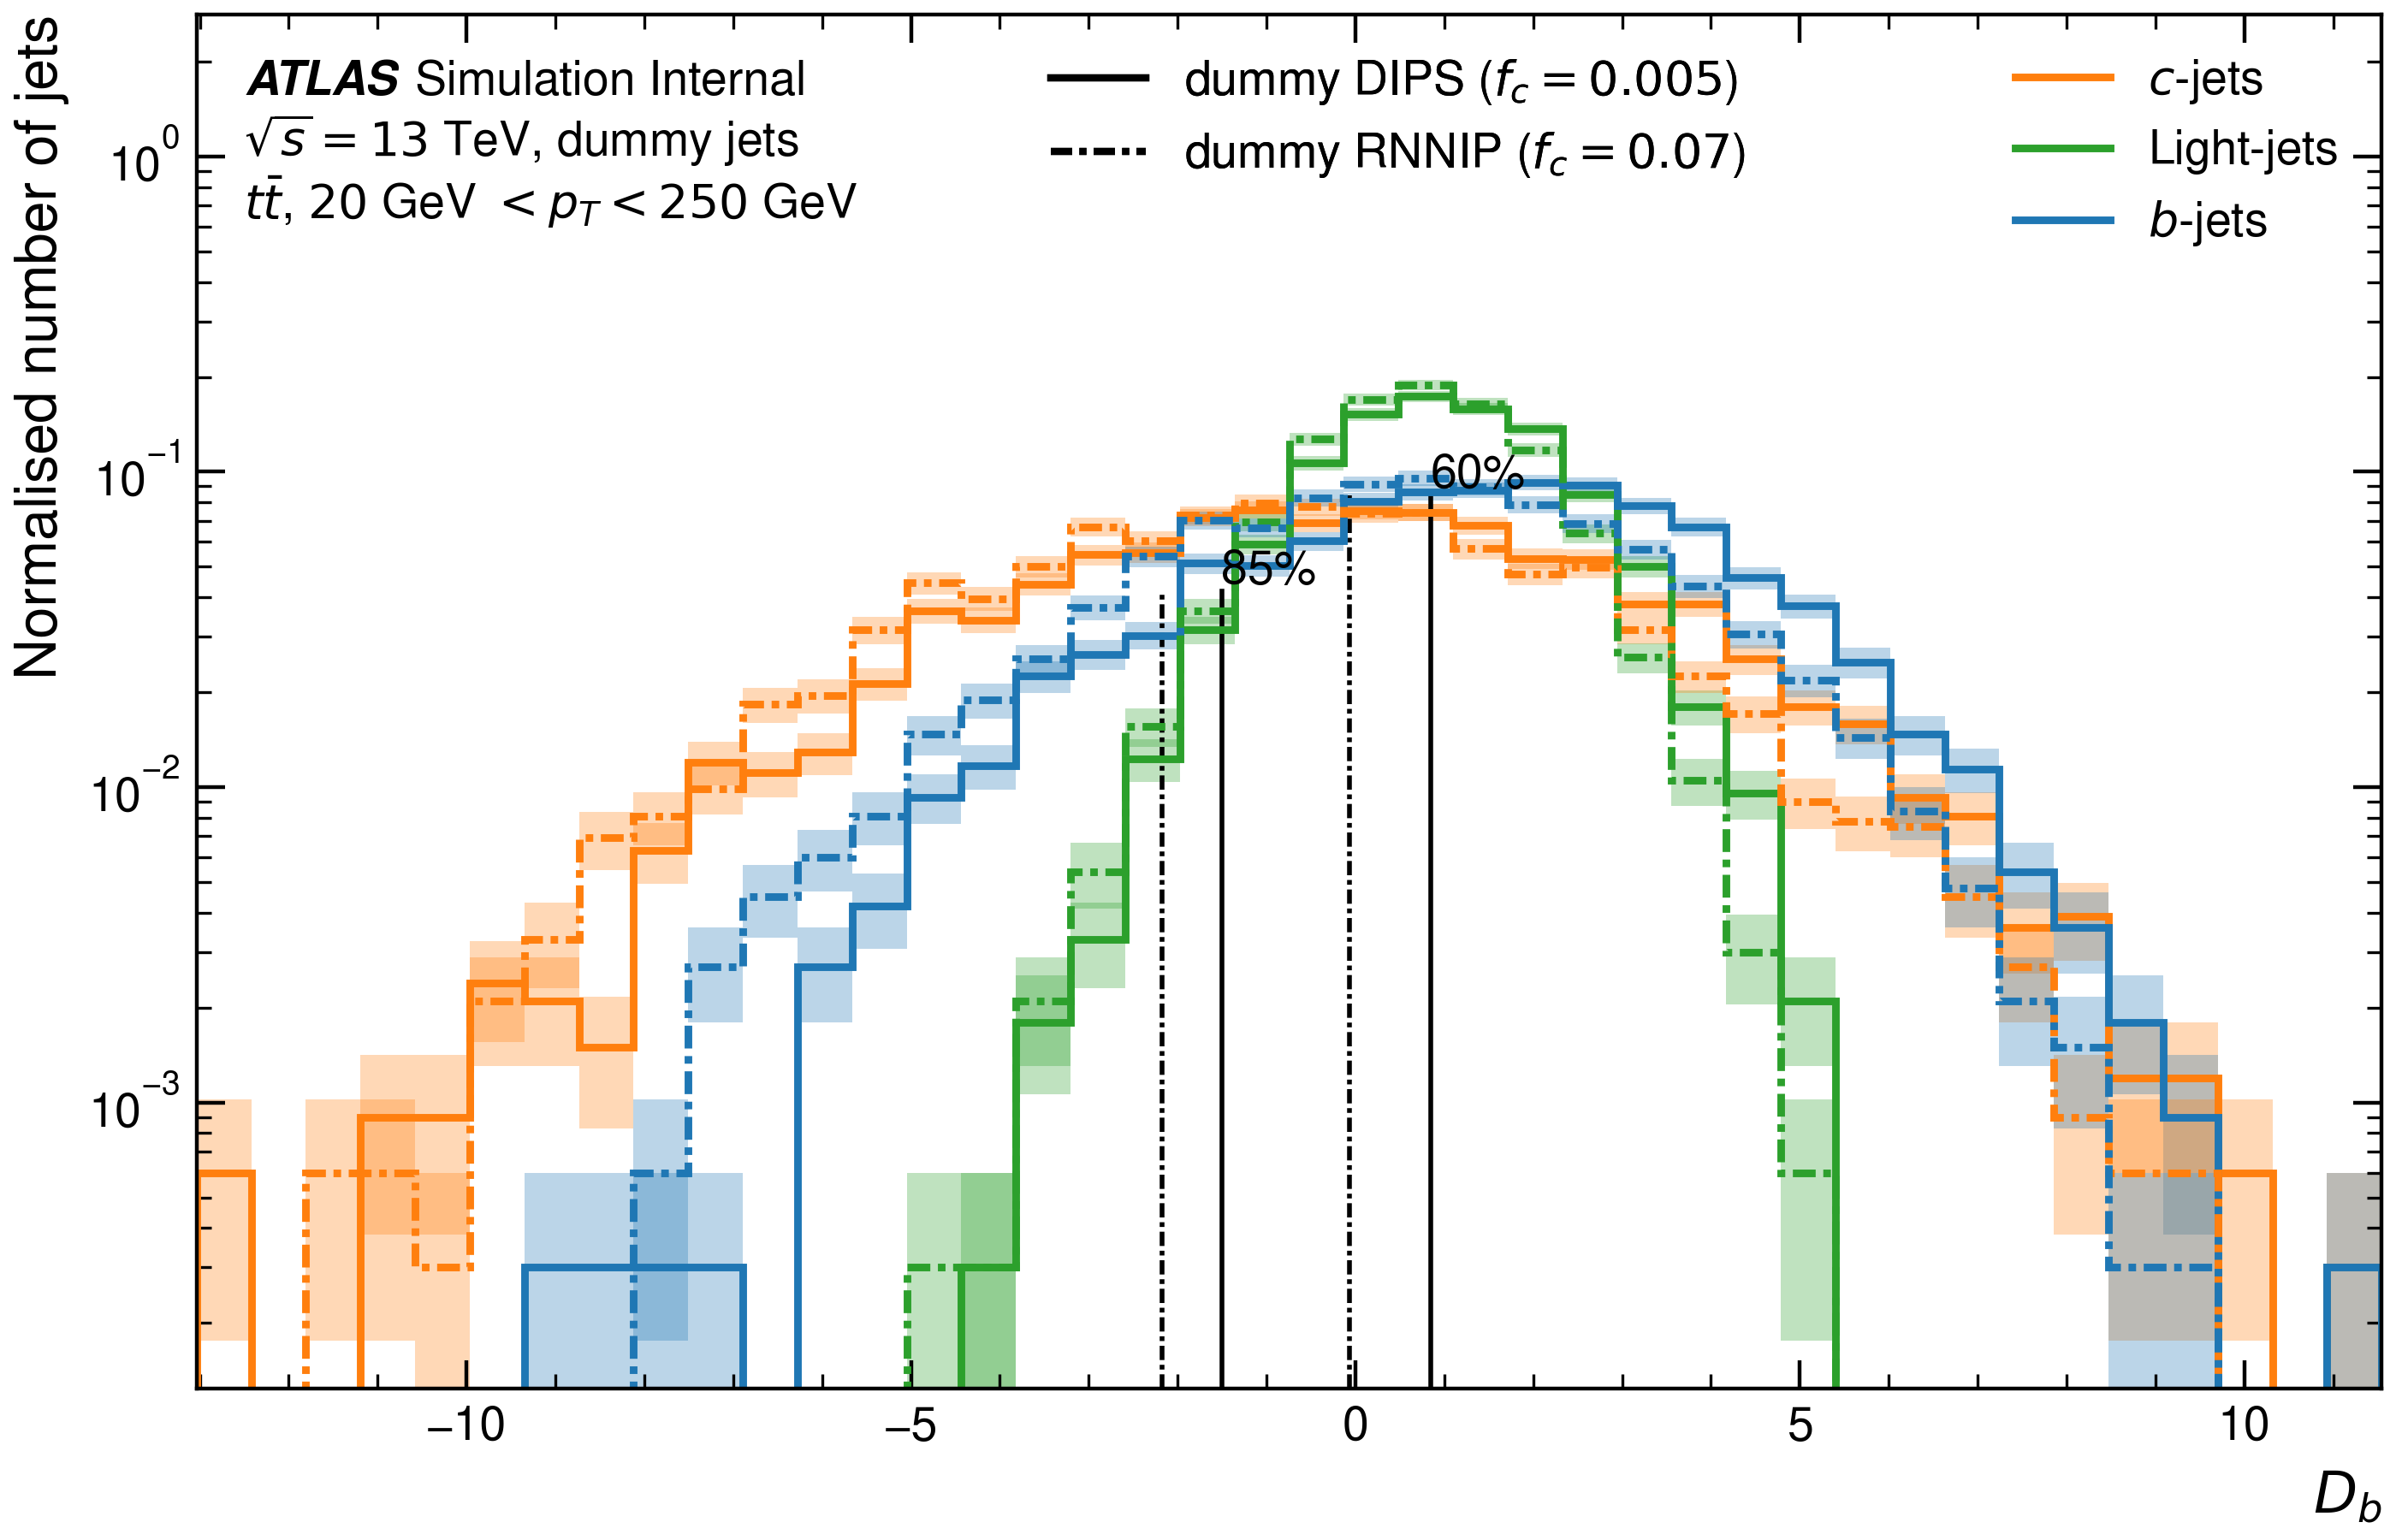 Normalised number of jets
ATLAS Simulation Internal
√s = 13 TeV, dummy jets
tt̄, 20 GeV < p_T < 250 GeV
dummy DIPS (f_c = 0.005)
dummy RNNIP (f_c = 0.07)
c-jets
Light-jets
b-jets
10^0
10^−1
10^−2
10^−3
60%
85%
−10
−5
0
5
10
D_b